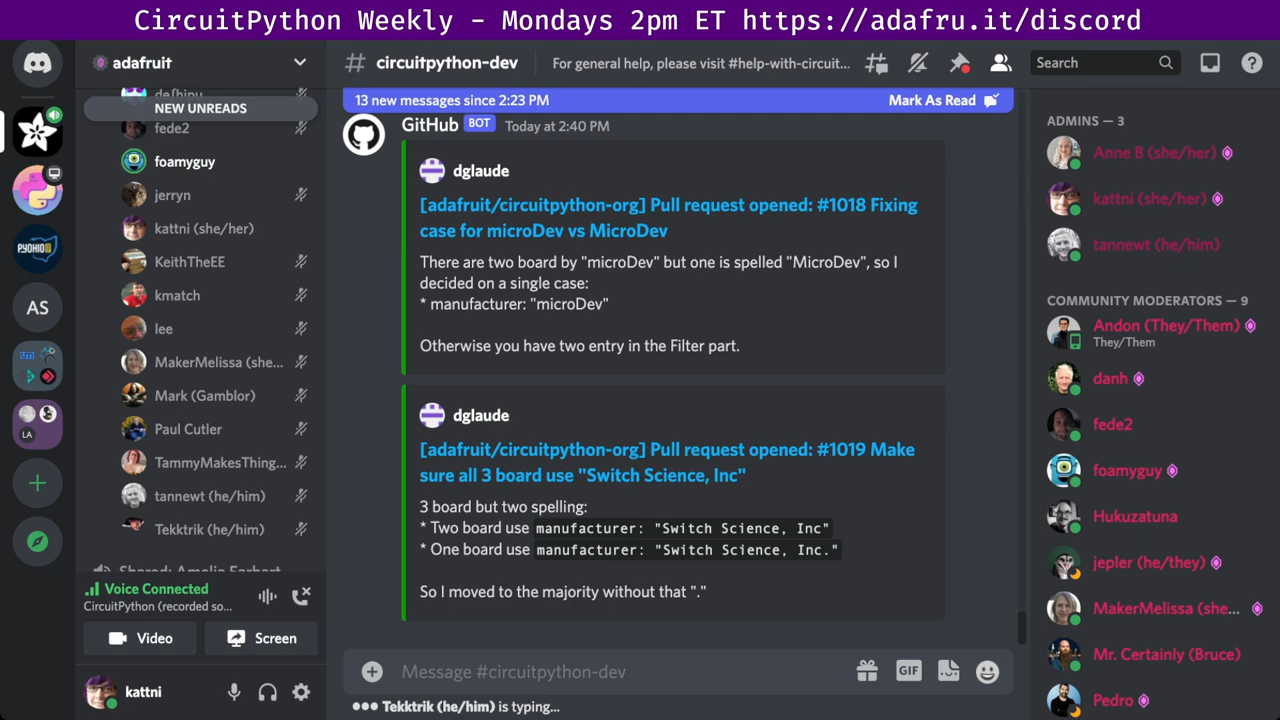 CircuitPython Weekly - Mondays 2pm ET https://adafru.it/discord
adafruit
# circuitpython-dev
For general help, please visit #help-with-circuit...
Search
deshipu
NEW UNREADS
fede2
foamyguy
jerryn
kattni (she/her)
KeithTheEE
kmatch
lee
MakerMelissa (she...
Mark (Gamblor)
Paul Cutler
TammyMakesThing...
tannewt (he/him)
Tekktrik (he/him)
Shared: Amelia Earhart
Voice Connected
CircuitPython (recorded so...
Video
Screen
kattni
PYOHIO
AS
LA
13 new messages since 2:23 PM
Mark As Read
GitHub BOT Today at 2:40 PM
dglaude
[adafruit/circuitpython-org] Pull request opened: #1018 Fixing
case for microDev vs MicroDev
There are two board by "microDev" but one is spelled "MicroDev", so I
decided on a single case:
* manufacturer: "microDev"
Otherwise you have two entry in the Filter part.
dglaude
[adafruit/circuitpython-org] Pull request opened: #1019 Make
sure all 3 board use "Switch Science, Inc"
3 board but two spelling:
* Two board use manufacturer: "Switch Science, Inc"
* One board use manufacturer: "Switch Science, Inc."
So I moved to the majority without that "."
Message #circuitpython-dev
GIF
Tekktrik (he/him) is typing...
ADMINS — 3
Anne B (she/her)
kattni (she/her)
tannewt (he/him)
COMMUNITY MODERATORS — 9
Andon (They/Them)
They/Them
danh
fede2
foamyguy
Hukuzatuna
jepler (he/they)
MakerMelissa (she...
Mr. Certainly (Bruce)
Pedro